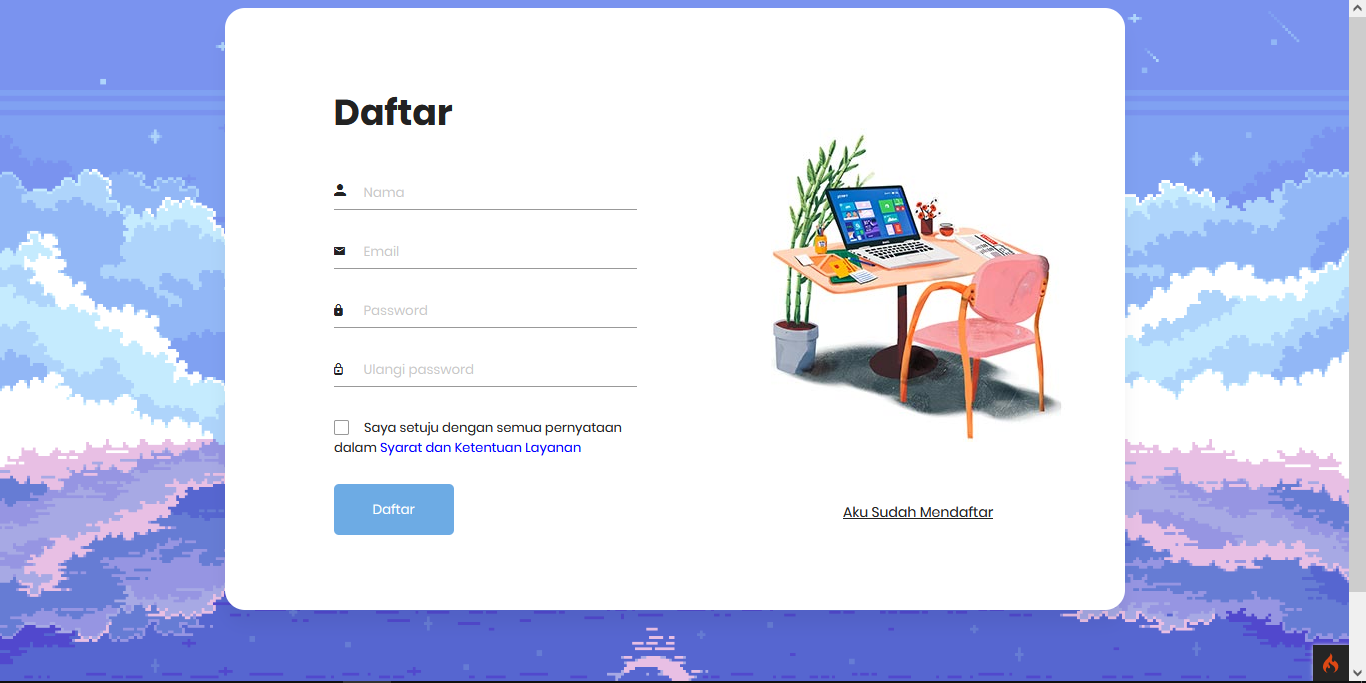 Daftar
Nama
Email
Password
Ulangi password
Saya setuju dengan semua pernyataan
dalam Syarat dan Ketentuan Layanan
Daftar
Aku Sudah Mendaftar